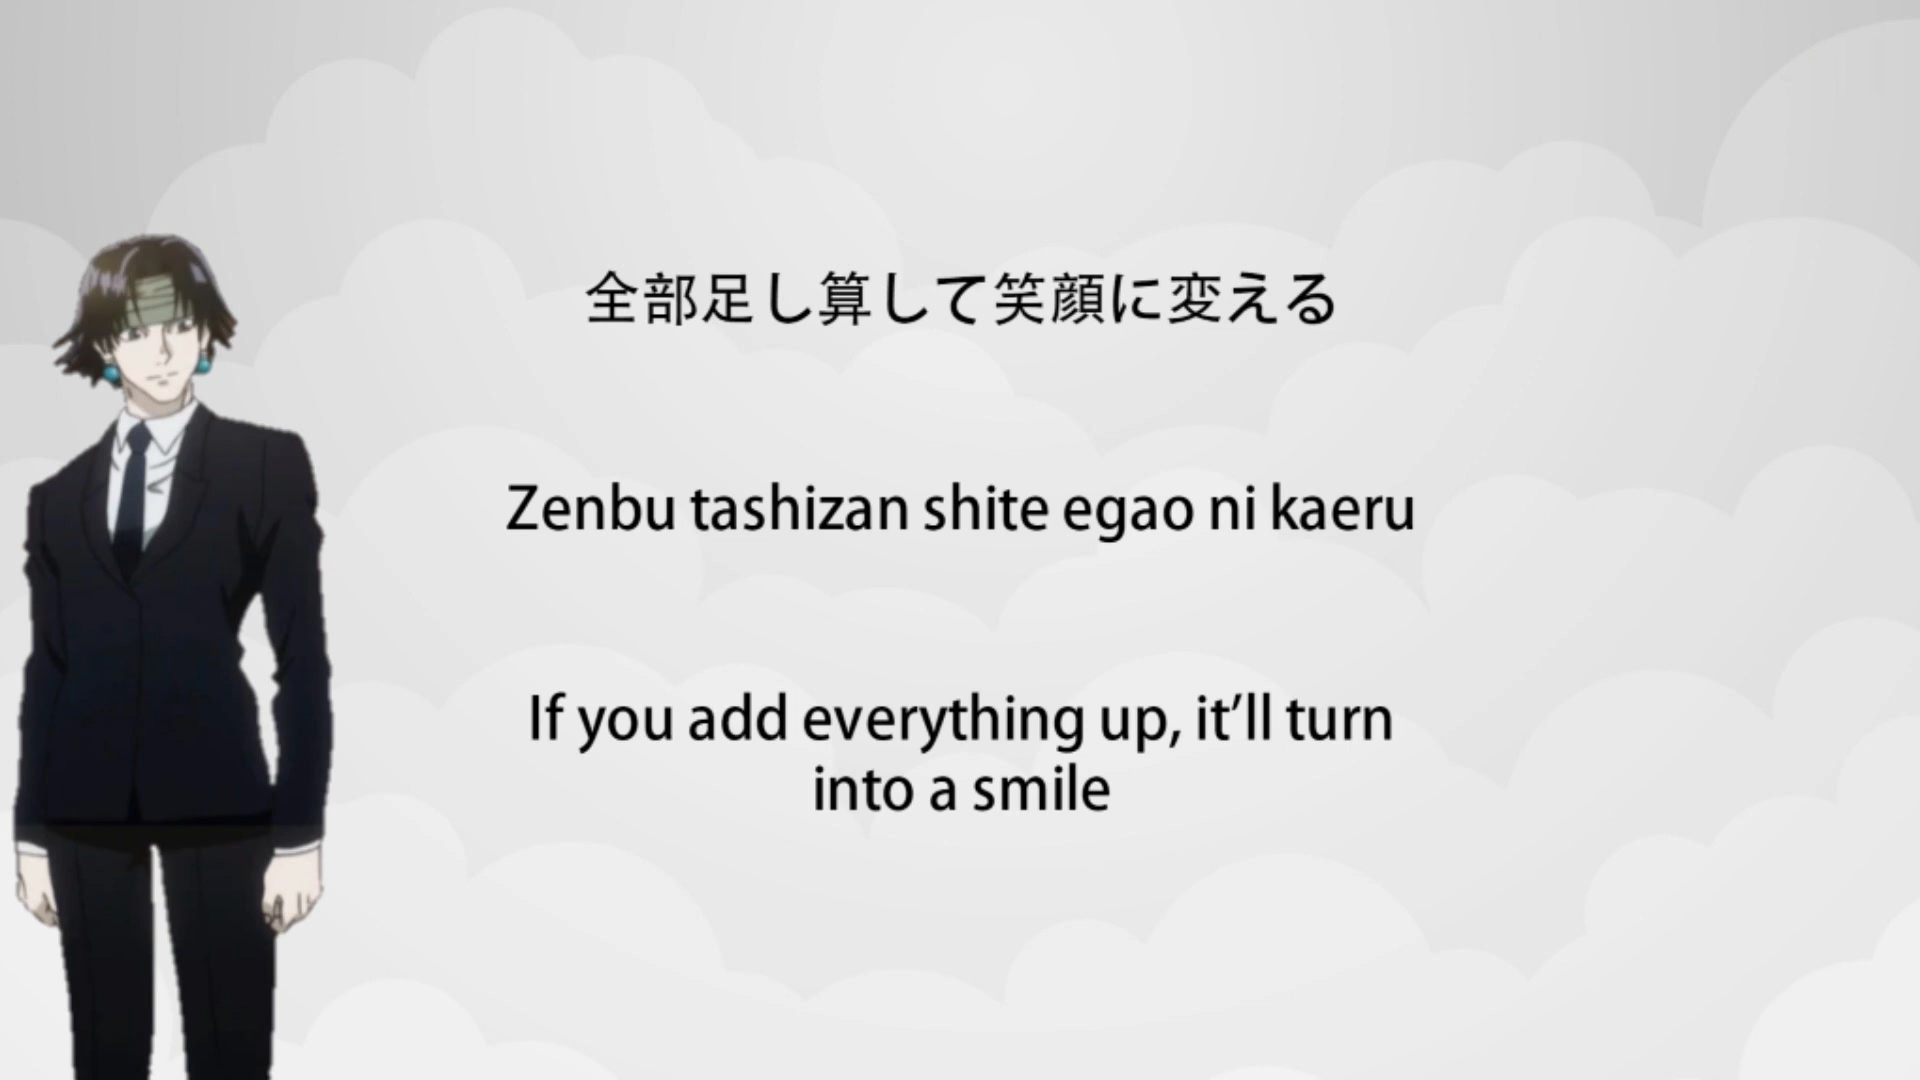 全部足し算して笑顔に変える
Zenbu tashizan shite egao ni kaeru
If you add everything up, it’ll turn
into a smile